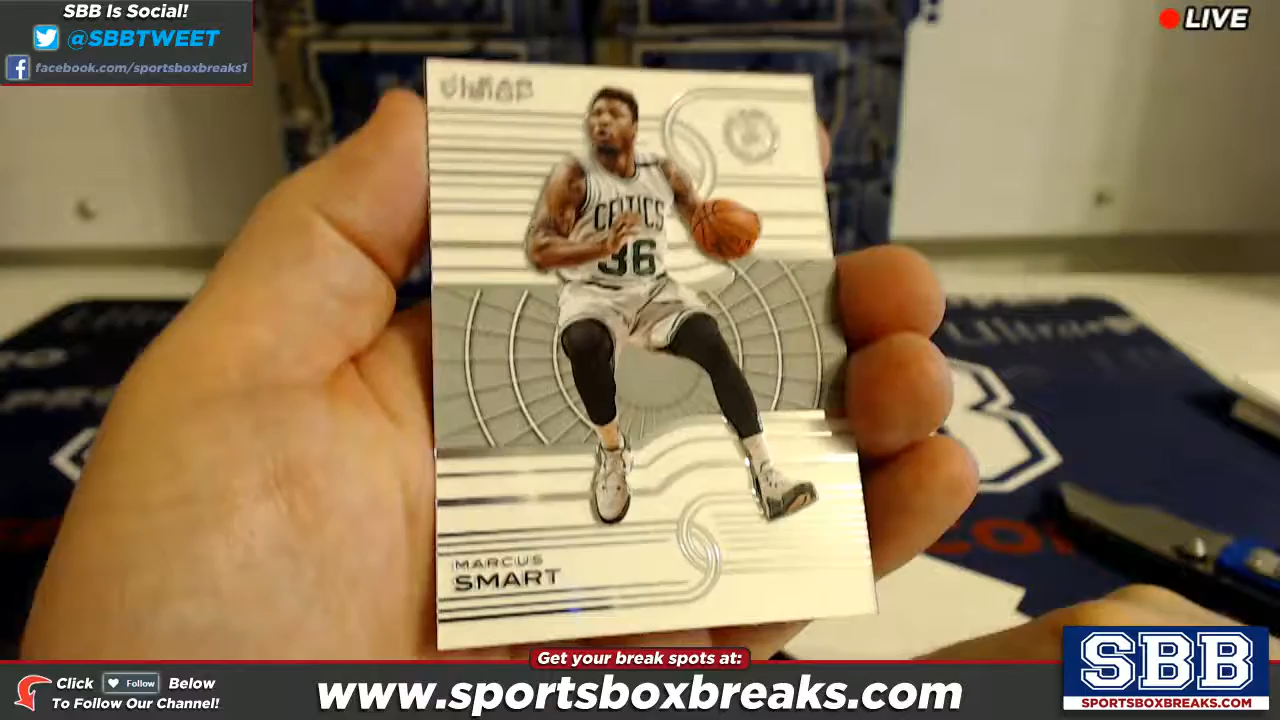 SBB Is Social!
@SBBTWEET
facebook.com/sportsboxbreaks1
LIVE
CELTICS
36
MARCUS
SMART
Get your break spots at:
Click Follow Below
To Follow Our Channel!
www.sportsboxbreaks.com
SBB
SPORTSBOXBREAKS.COM